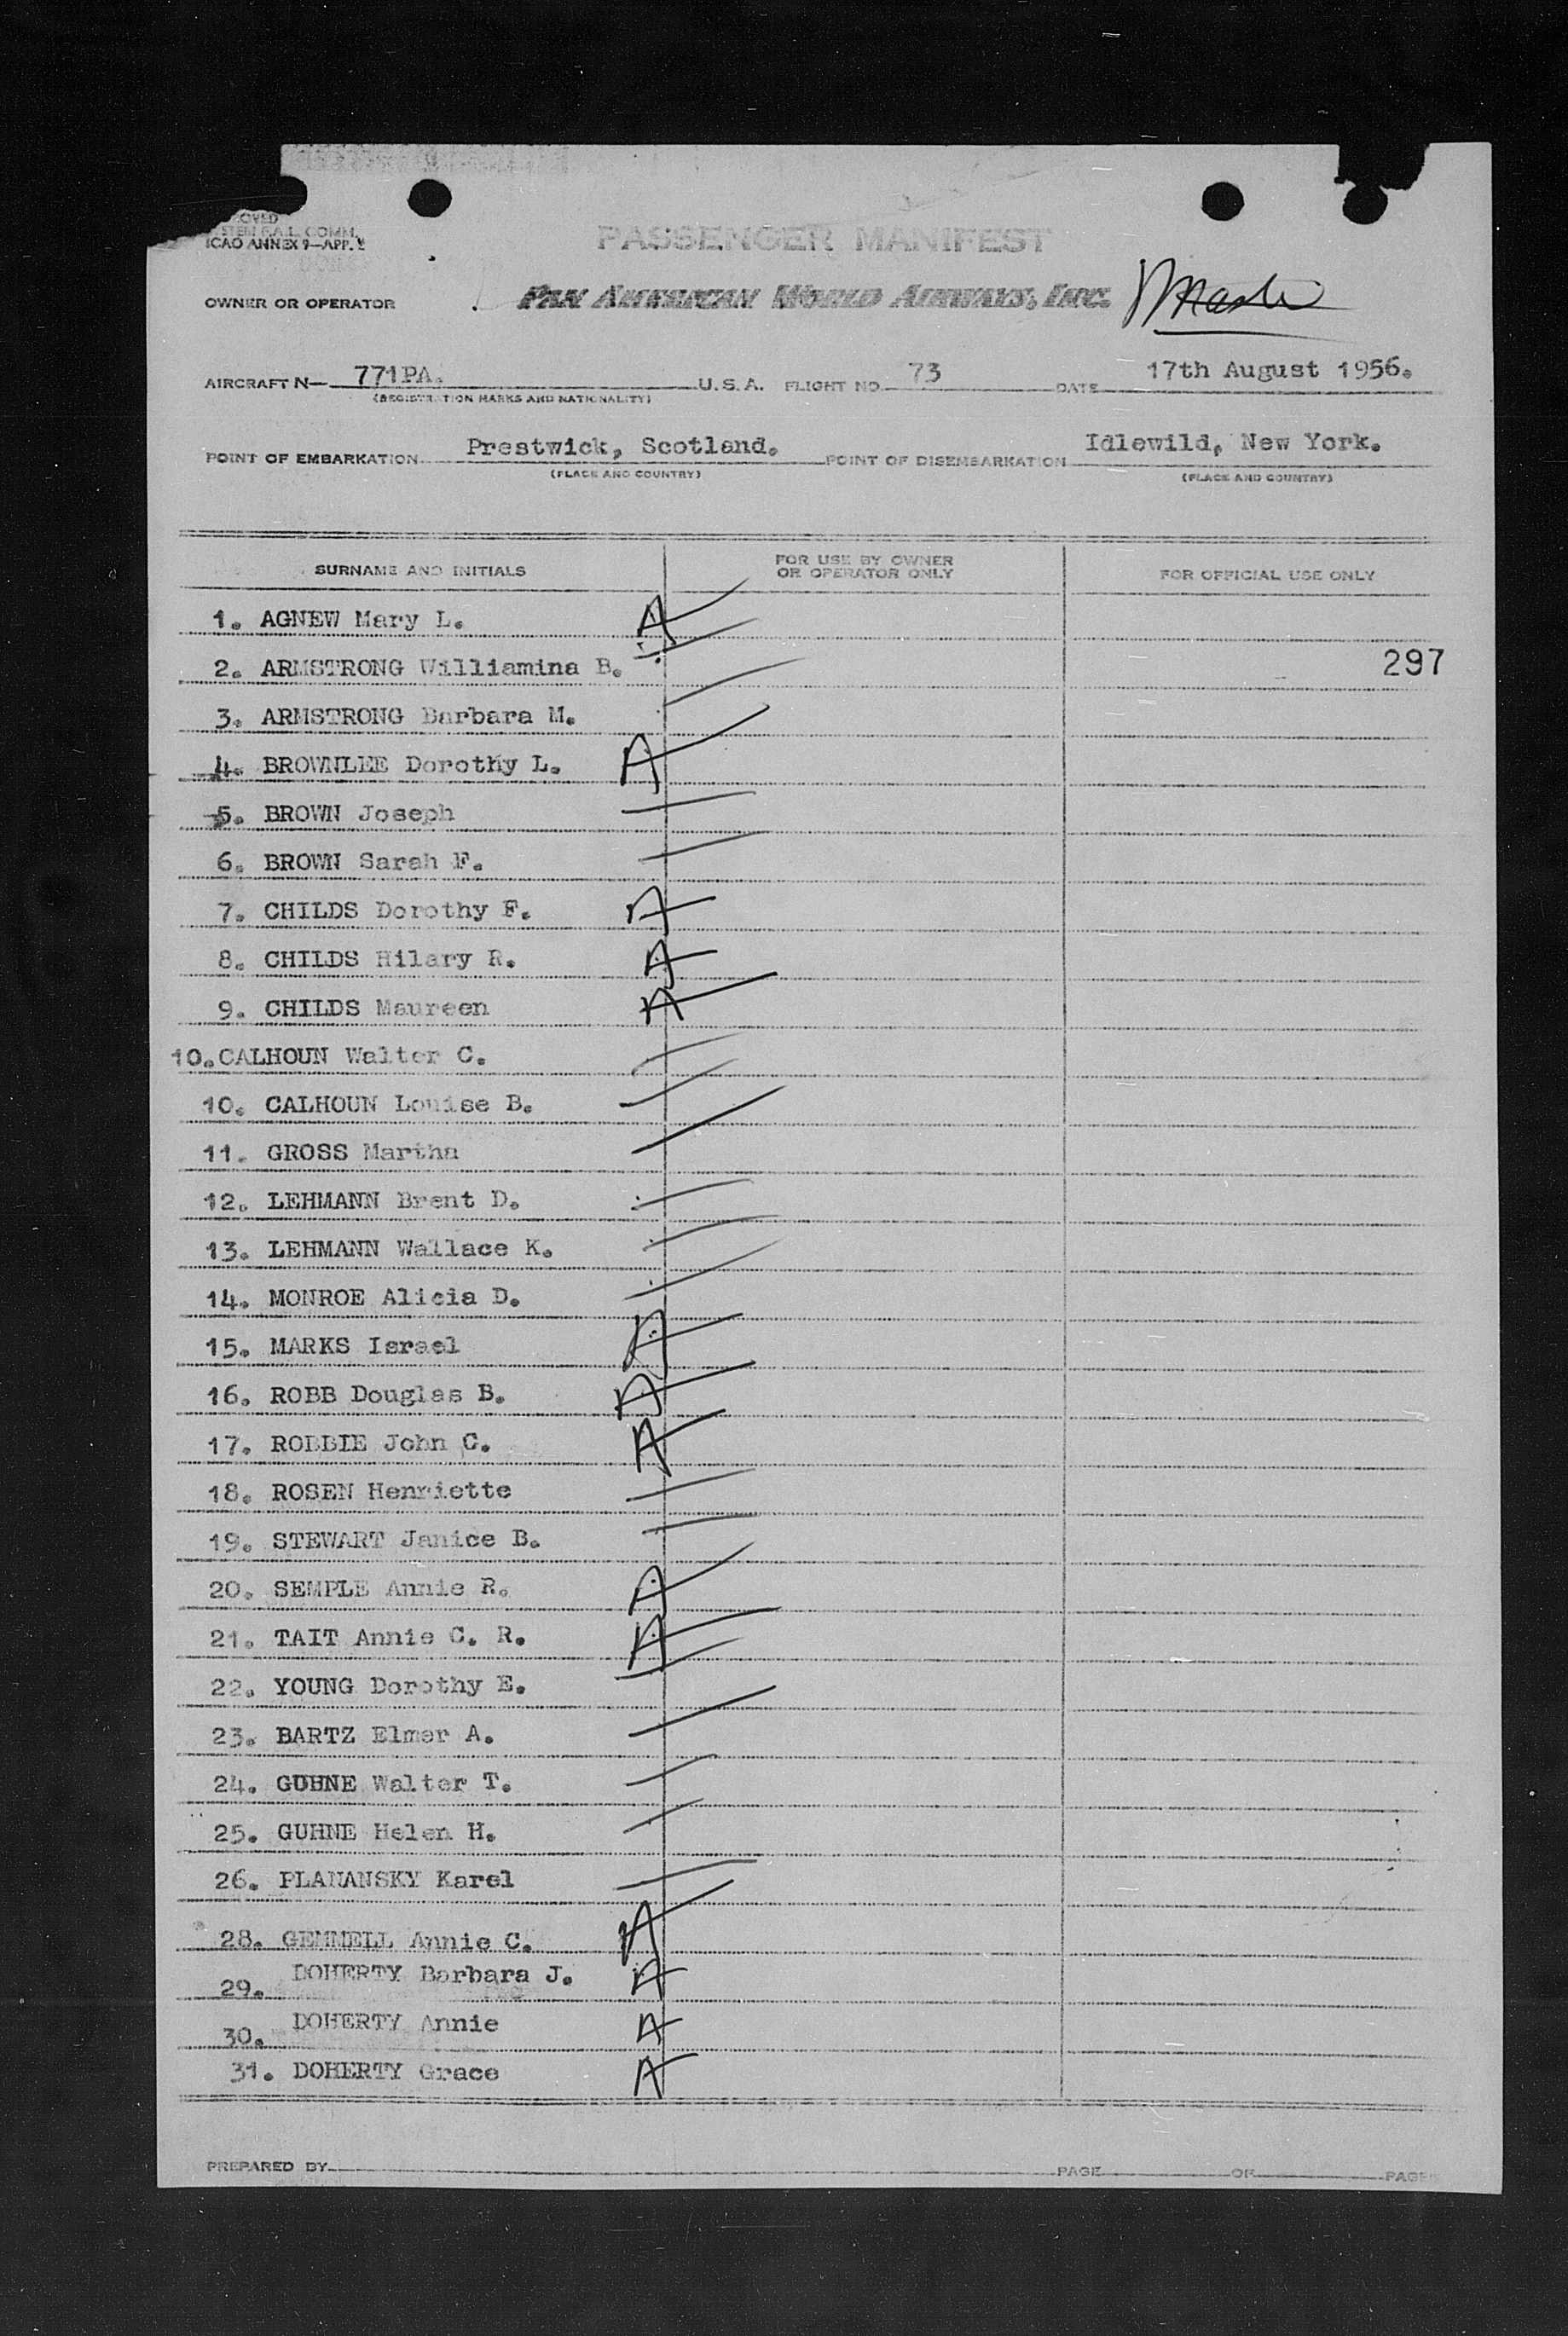 OVED
STERN F.A.L. COMM.
ICAO ANNEX 9—APP.
PASSENGER MANIFEST
OWNER OR OPERATOR PAN AMERICAN WORLD AIRWAYS, INC.
AIRCRAFT N— 771PA. U.S.A. FLIGHT NO. 73 DATE 17th August 1956.
(REGISTRATION MARKS AND NATIONALITY)
POINT OF EMBARKATION Prestwick, Scotland. POINT OF DISEMBARKATION Idlewild, New York.
(PLACE AND COUNTRY) (PLACE AND COUNTRY)
SURNAME AND INITIALS FOR USE BY OWNER OR OPERATOR ONLY FOR OFFICIAL USE ONLY
1. AGNEW Mary L. A
2. ARMSTRONG Williamina B. 297
3. ARMSTRONG Barbara M.
4. BROWNLEE Dorothy L. A
5. BROWN Joseph
6. BROWN Sarah F.
7. CHILDS Dorothy F. A
8. CHILDS Hilary R. A
9. CHILDS Maureen A
10. CALHOUN Walter C.
10. CALHOUN Louise B.
11. GROSS Martha
12. LEHMANN Brent D.
13. LEHMANN Wallace K.
14. MONROE Alicia D.
15. MARKS Israel A
16. ROBB Douglas B. A
17. ROBBIE John C. A
18. ROSEN Henriette
19. STEWART Janice B.
20. SEMPLE Annie R. A
21. TAIT Annie C. R. A
22. YOUNG Dorothy E.
23. BARTZ Elmer A.
24. GUHNE Walter T.
25. GUHNE Helen H.
26. PLANANSKY Karel
28. GEMMELL Annie C. A
29. DOHERTY Barbara J. A
30. DOHERTY Annie A
31. DOHERTY Grace A
PREPARED BY PAGE OF PAGES